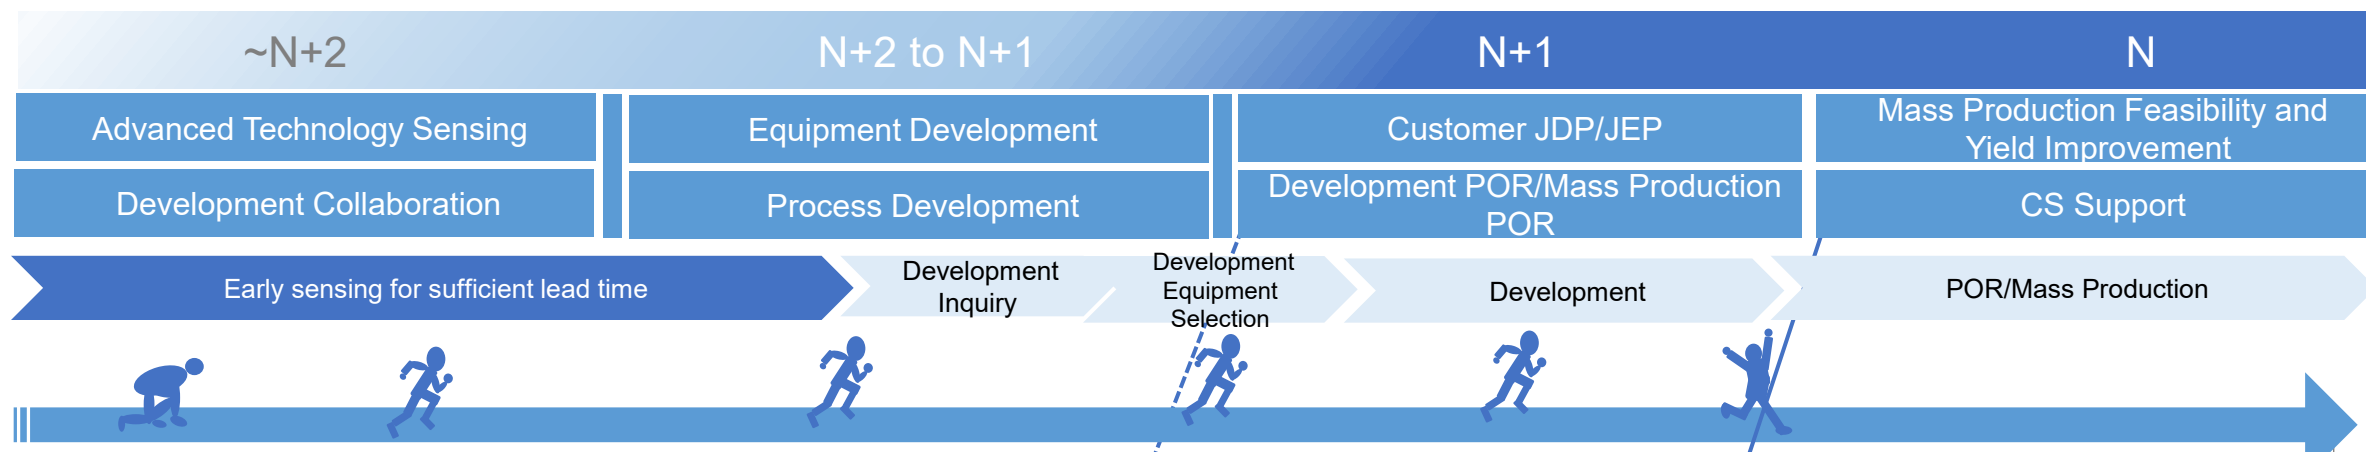 ~N+2
N+2 to N+1
N+1
N
Advanced Technology Sensing
Equipment Development
Customer JDP/JEP
Mass Production Feasibility and
Yield Improvement
Development Collaboration
Process Development
Development POR/Mass Production
POR
CS Support
Early sensing for sufficient lead time
Development
Inquiry
Development
Equipment
Selection
Development
POR/Mass Production